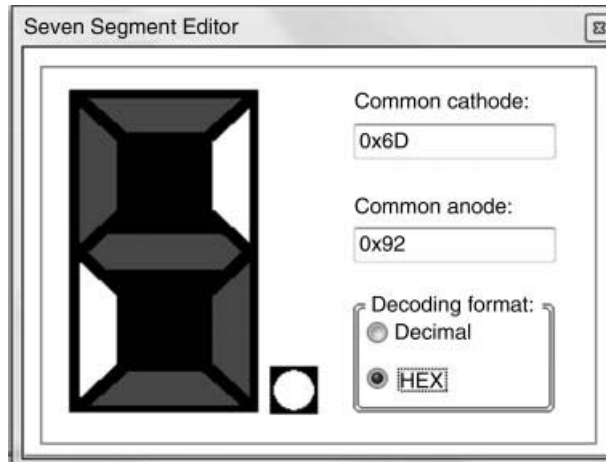 Seven Segment Editor
Common cathode:
0x6D
Common anode:
0x92
Decoding format:
Decimal
HEX